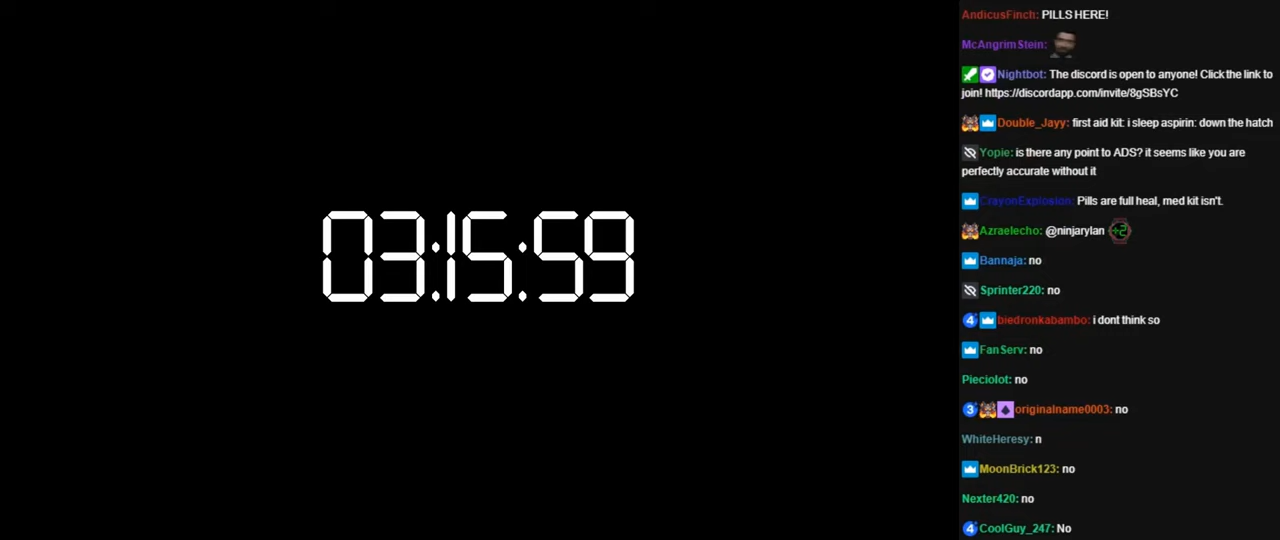 03:15:59
AndicusFinch: PILLS HERE!
McAngrimStein:
Nightbot: The discord is open to anyone! Click the link to
join! https://discordapp.com/invite/8gSBsYC
Double_Jayy: first aid kit: i sleep aspirin: down the hatch
Yopie: is there any point to ADS? it seems like you are
perfectly accurate without it
CrayonExplosion: Pills are full heal, med kit isn't.
Azraelecho: @ninjarylan +2
Bannaja: no
Sprinter220: no
4 biedronkabambo: i dont think so
FanServ: no
Pieciolot: no
3 originalname0003: no
WhiteHeresy: n
MoonBrick123: no
Nexter420: no
4 CoolGuy_247: No